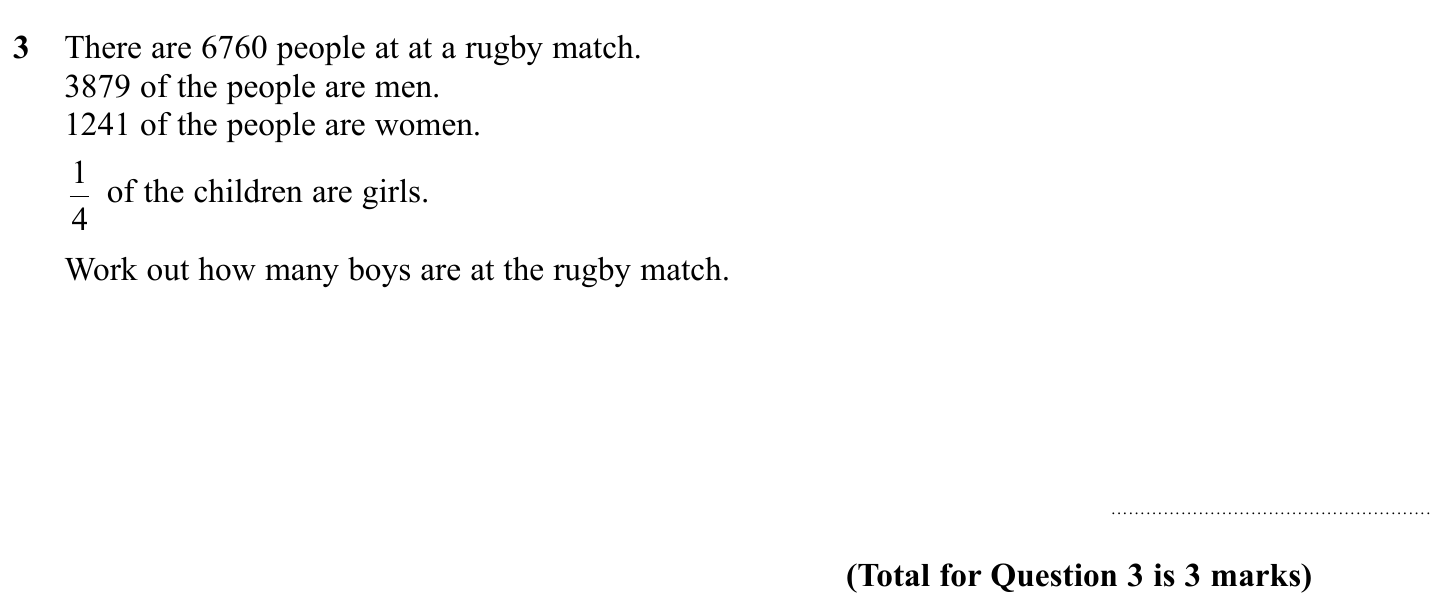 3 There are 6760 people at at a rugby match.
3879 of the people are men.
1241 of the people are women.
1/4 of the children are girls.
Work out how many boys are at the rugby match.
(Total for Question 3 is 3 marks)